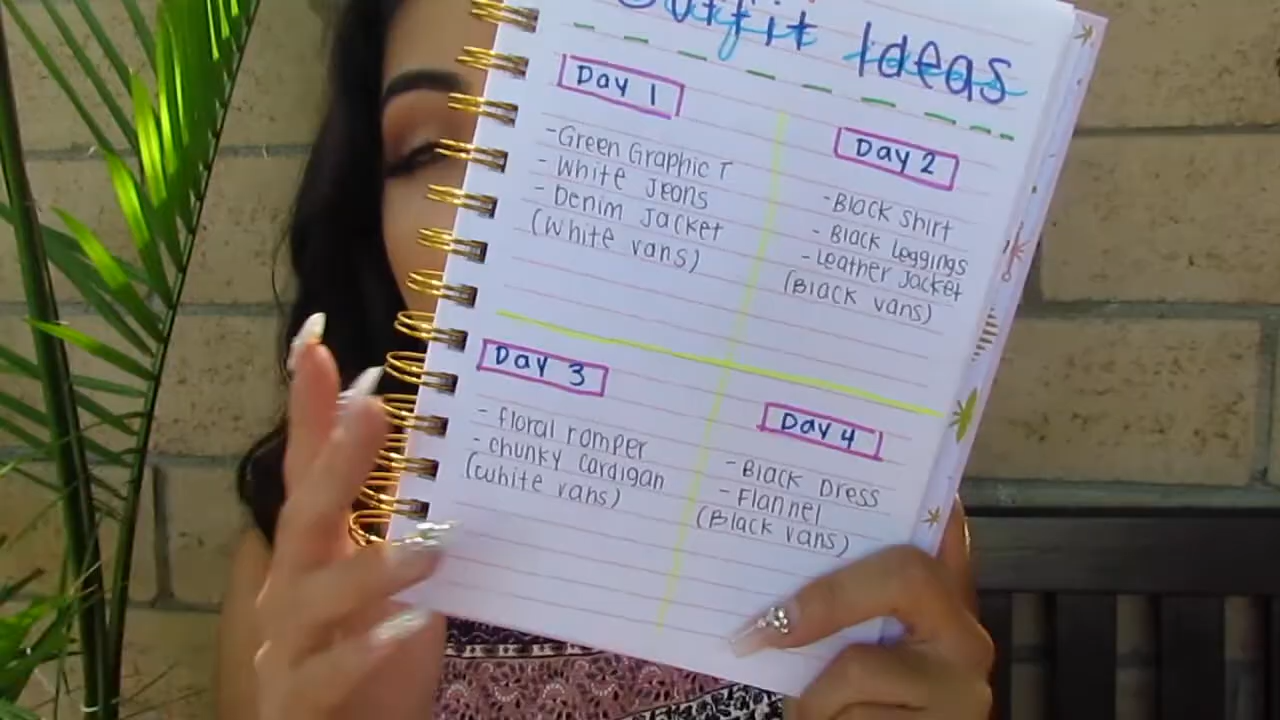 Outfit Ideas
Day 1
-Green Graphic T
- White Jeans
- Denim Jacket
(White vans)
Day 2
-Black shirt
- Black leggings
- Leather Jacket
(Black vans)
Day 3
- floral romper
- chunky cardigan
(white vans)
Day 4
-Black Dress
- Flannel
(Black vans)